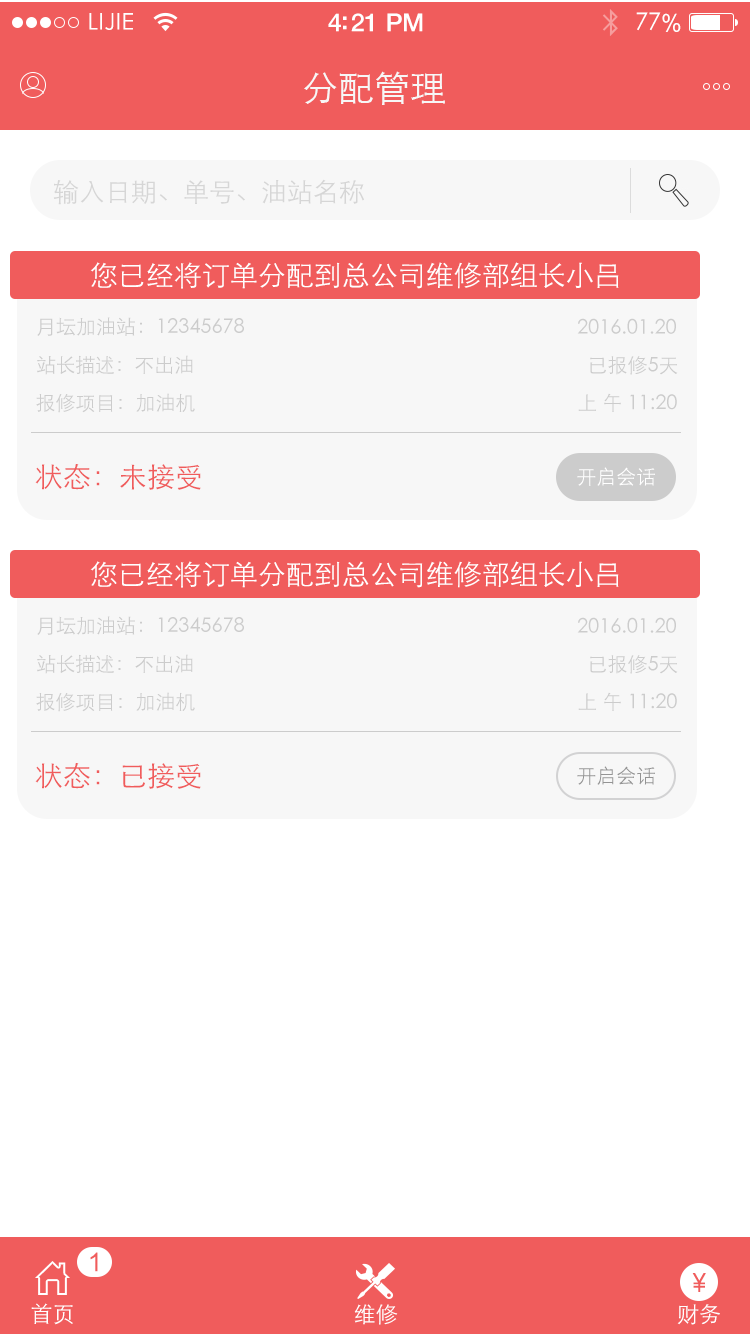 LIJIE 4:21 PM 77%
分配管理
输入日期、单号、油站名称
您已经将订单分配到总公司维修部组长小吕
月坛加油站：12345678 2016.01.20
站长描述：不出油 已报修5天
报修项目：加油机 上午 11:20
状态：未接受 开启会话
您已经将订单分配到总公司维修部组长小吕
月坛加油站：12345678 2016.01.20
站长描述：不出油 已报修5天
报修项目：加油机 上午 11:20
状态：已接受 开启会话
1 ¥
首页 维修 财务